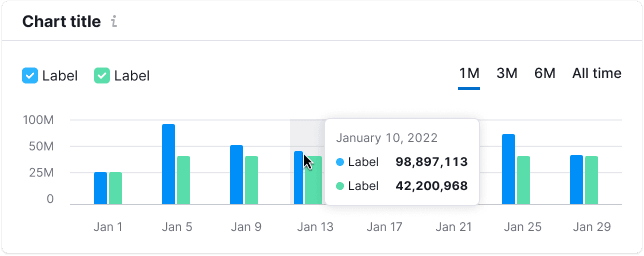 Chart title
Label Label 1M 3M 6M All time
100M
50M
25M
0
January 10, 2022
Label 98,897,113
Label 42,200,968
Jan 1 Jan 5 Jan 9 Jan 13 Jan 17 Jan 21 Jan 25 Jan 29